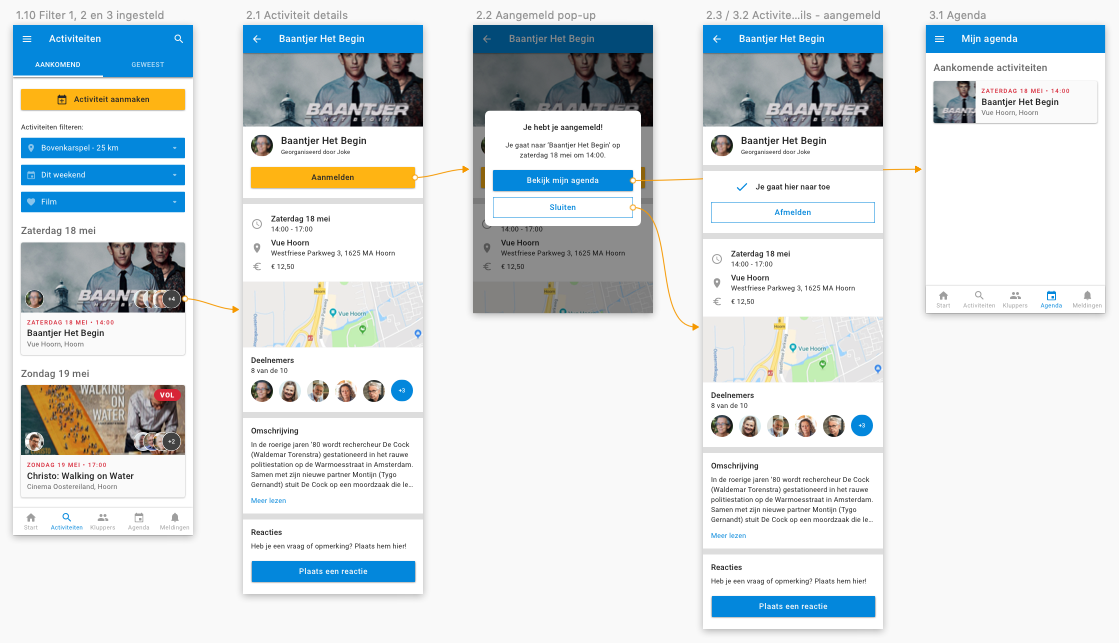 1.10 Filter 1, 2 en 3 ingesteld
Activiteiten
AANKOMEND
GEWEEST
Activiteit aanmaken
Activiteiten filteren:
Bovenkarspel - 25 km
Dit weekend
Film
Zaterdag 18 mei
BAANTJER
+4
ZATERDAG 18 MEI • 14:00
Baantjer Het Begin
Vue Hoorn, Hoorn
Zondag 19 mei
WALKING
ON
WATER
VOL
+2
ZONDAG 19 MEI • 17:00
Christo: Walking on Water
Cinema Oostereiland, Hoorn
Start
Activiteiten
Kluppers
Agenda
Meldingen
2.1 Activiteit details
Baantjer Het Begin
BAANTJER
HET BEGIN
Baantjer Het Begin
Georganiseerd door Joke
Aanmelden
Zaterdag 18 mei
14:00 - 17:00
Vue Hoorn
Westfriese Parkweg 3, 1625 MA Hoorn
€ 12,50
Vue Hoorn
Hoorn
Deelnemers
8 van de 10
+3
Omschrijving
In de roerige jaren '80 wordt rechercheur De Cock
(Waldemar Torenstra) gestationeerd in het rauwe
politiestation op de Warmoesstraat in Amsterdam.
Samen met zijn nieuwe partner Montijn (Tygo
Gernandt) stuit De Cock op een moordzaak die le...
Meer lezen
Reacties
Heb je een vraag of opmerking? Plaats hem hier!
Plaats een reactie
2.2 Aangemeld pop-up
Baantjer Het Begin
Je hebt je aangemeld!
Je gaat naar 'Baantjer Het Begin' op
zaterdag 18 mei om 14:00.
Bekijk mijn agenda
Sluiten
14:00 - 17:00
Vue Hoorn
Westfriese Parkweg 3, 1625 MA Hoorn
€ 12,50
Vue Hoorn
2.3 / 3.2 Activite...ils - aangemeld
Baantjer Het Begin
BAANTJER
HET BEGIN
Baantjer Het Begin
Georganiseerd door Joke
Je gaat hier naar toe
Afmelden
Zaterdag 18 mei
14:00 - 17:00
Vue Hoorn
Westfriese Parkweg 3, 1625 MA Hoorn
€ 12,50
Vue Hoorn
Hoorn
Deelnemers
8 van de 10
+3
Omschrijving
In de roerige jaren '80 wordt rechercheur De Cock
(Waldemar Torenstra) gestationeerd in het rauwe
politiestation op de Warmoesstraat in Amsterdam.
Samen met zijn nieuwe partner Montijn (Tygo
Gernandt) stuit De Cock op een moordzaak die le...
Meer lezen
Reacties
Heb je een vraag of opmerking? Plaats hem hier!
Plaats een reactie
3.1 Agenda
Mijn agenda
Aankomende activiteiten
ZATERDAG 18 MEI • 14:00
Baantjer Het Begin
Vue Hoorn, Hoorn
Start
Activiteiten
Kluppers
Agenda
Meldingen